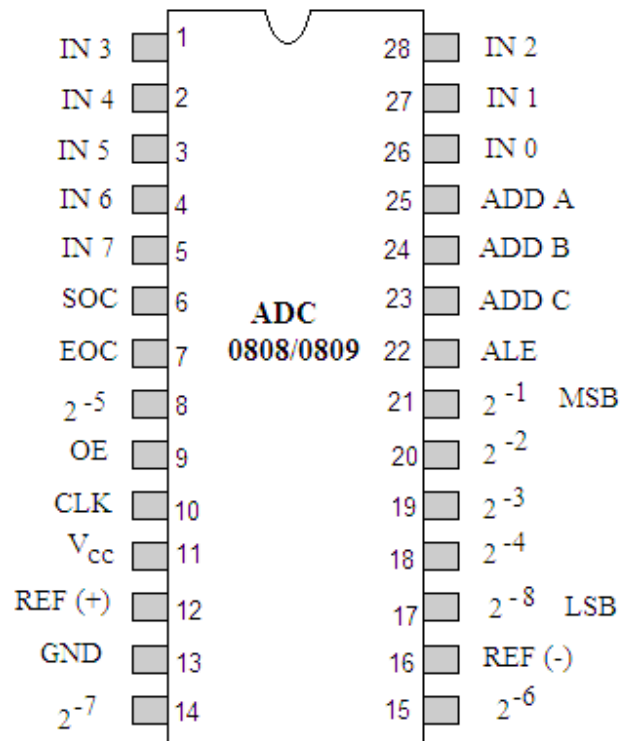 IN 3 1 28 IN 2
IN 4 2 27 IN 1
IN 5 3 26 IN 0
IN 6 4 25 ADD A
IN 7 5 24 ADD B
SOC 6 23 ADD C
ADC
EOC 7 0808/0809 22 ALE
2⁻⁵ 8 21 2⁻¹ MSB
OE 9 20 2⁻²
CLK 10 19 2⁻³
Vcc 11 18 2⁻⁴
REF (+) 12 17 2⁻⁸ LSB
GND 13 16 REF (-)
2⁻⁷ 14 15 2⁻⁶